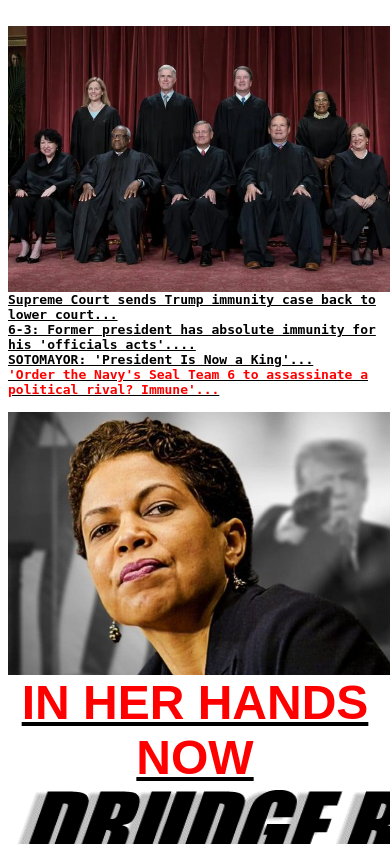 Supreme Court sends Trump immunity case back to
lower court...
6-3: Former president has absolute immunity for
his 'officials acts'....
SOTOMAYOR: 'President Is Now a King'...
'Order the Navy's Seal Team 6 to assassinate a
political rival? Immune'...
IN HER HANDS
NOW
DRUDGE R